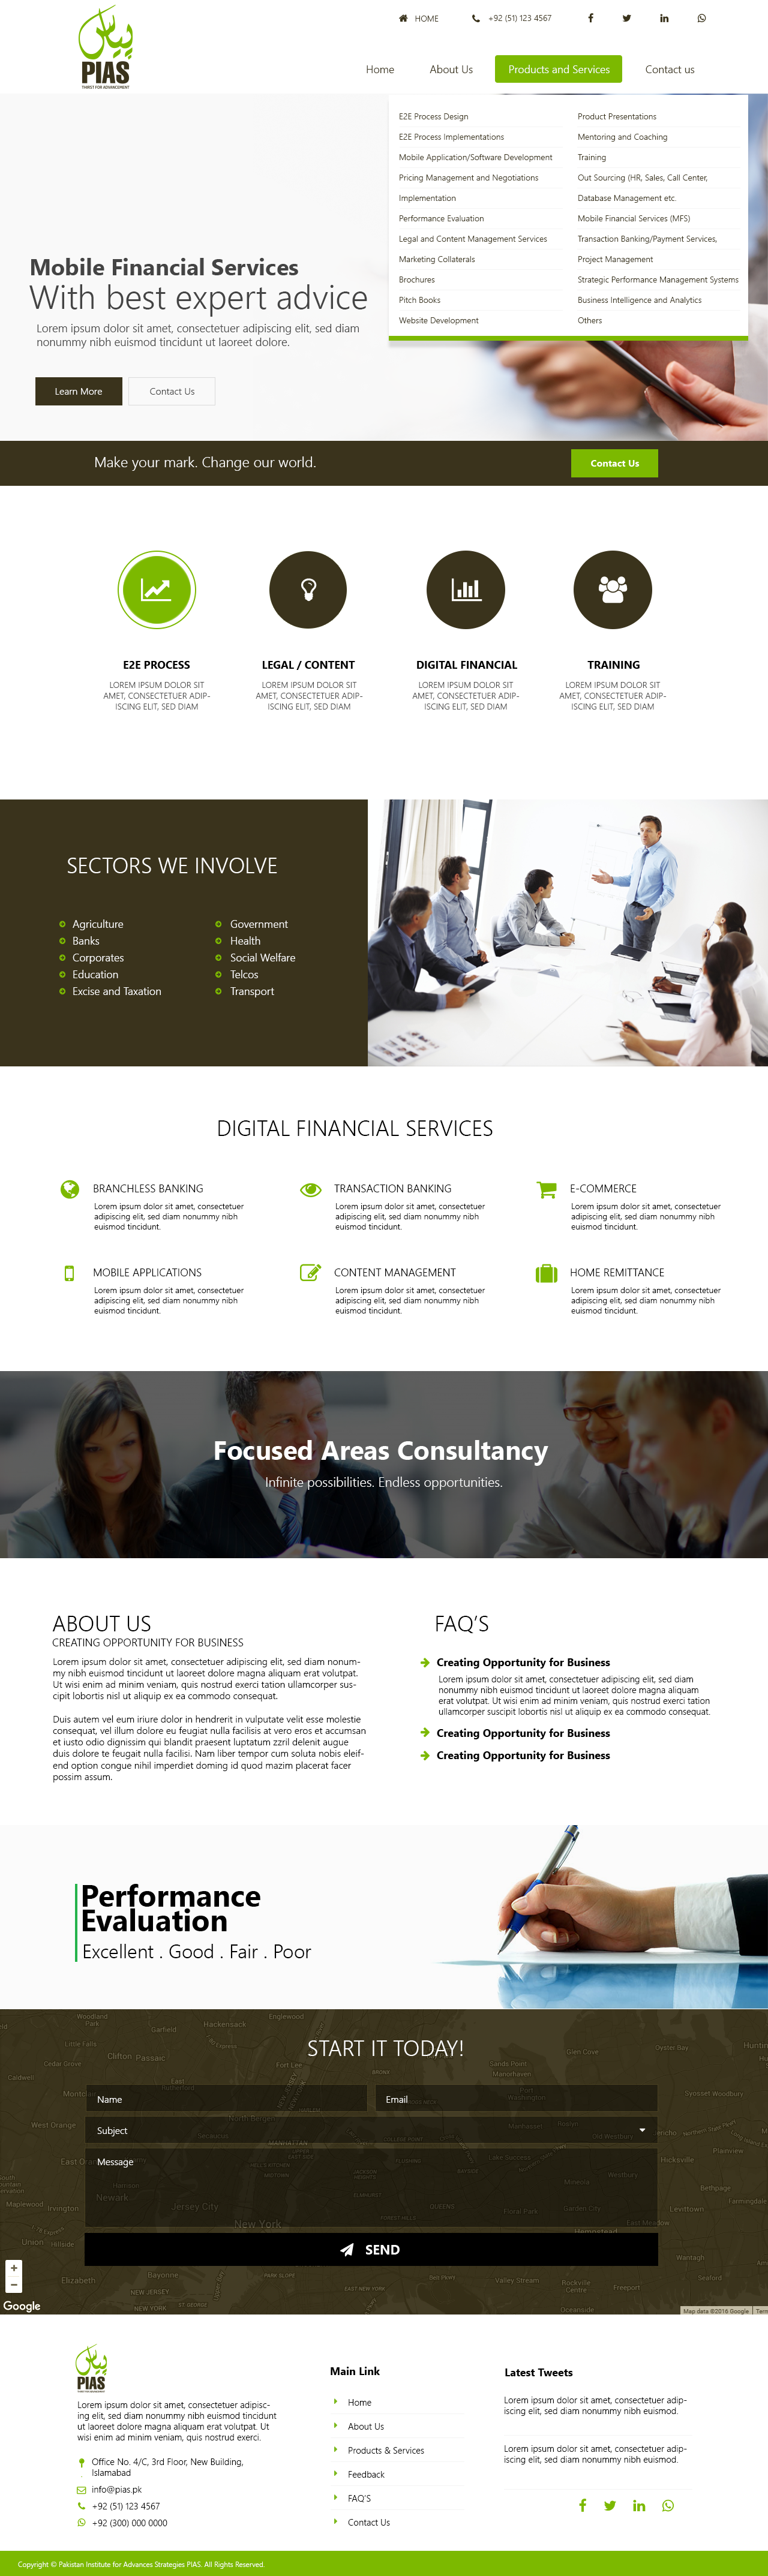 HOME
+92 (51) 123 4567
PIAS
THIRST FOR ADVANCEMENT
Home
About Us
Products and Services
Contact us
E2E Process Design
E2E Process Implementations
Mobile Application/Software Development
Pricing Management and Negotiations
Implementation
Performance Evaluation
Legal and Content Management Services
Marketing Collaterals
Brochures
Pitch Books
Website Development
Product Presentations
Mentoring and Coaching
Training
Out Sourcing (HR, Sales, Call Center,
Database Management etc.
Mobile Financial Services (MFS)
Transaction Banking/Payment Services,
Project Management
Strategic Performance Management Systems
Business Intelligence and Analytics
Others
Mobile Financial Services
With best expert advice
Lorem ipsum dolor sit amet, consectetuer adipiscing elit, sed diam
nonummy nibh euismod tincidunt ut laoreet dolore.
Learn More
Contact Us
Make your mark. Change our world.
Contact Us
E2E PROCESS
LOREM IPSUM DOLOR SIT
AMET, CONSECTETUER ADIP-
ISCING ELIT, SED DIAM
LEGAL / CONTENT
LOREM IPSUM DOLOR SIT
AMET, CONSECTETUER ADIP-
ISCING ELIT, SED DIAM
DIGITAL FINANCIAL
LOREM IPSUM DOLOR SIT
AMET, CONSECTETUER ADIP-
ISCING ELIT, SED DIAM
TRAINING
LOREM IPSUM DOLOR SIT
AMET, CONSECTETUER ADIP-
ISCING ELIT, SED DIAM
SECTORS WE INVOLVE
Agriculture
Banks
Corporates
Education
Excise and Taxation
Government
Health
Social Welfare
Telcos
Transport
DIGITAL FINANCIAL SERVICES
BRANCHLESS BANKING
Lorem ipsum dolor sit amet, consectetuer
adipiscing elit, sed diam nonummy nibh
euismod tincidunt.
TRANSACTION BANKING
Lorem ipsum dolor sit amet, consectetuer
adipiscing elit, sed diam nonummy nibh
euismod tincidunt.
E-COMMERCE
Lorem ipsum dolor sit amet, consectetuer
adipiscing elit, sed diam nonummy nibh
euismod tincidunt.
MOBILE APPLICATIONS
Lorem ipsum dolor sit amet, consectetuer
adipiscing elit, sed diam nonummy nibh
euismod tincidunt.
CONTENT MANAGEMENT
Lorem ipsum dolor sit amet, consectetuer
adipiscing elit, sed diam nonummy nibh
euismod tincidunt.
HOME REMITTANCE
Lorem ipsum dolor sit amet, consectetuer
adipiscing elit, sed diam nonummy nibh
euismod tincidunt.
Focused Areas Consultancy
Infinite possibilities. Endless opportunities.
ABOUT US
CREATING OPPORTUNITY FOR BUSINESS
Lorem ipsum dolor sit amet, consectetuer adipiscing elit, sed diam nonum-
my nibh euismod tincidunt ut laoreet dolore magna aliquam erat volutpat.
Ut wisi enim ad minim veniam, quis nostrud exerci tation ullamcorper sus-
cipit lobortis nisl ut aliquip ex ea commodo consequat.
Duis autem vel eum iriure dolor in hendrerit in vulputate velit esse molestie
consequat, vel illum dolore eu feugiat nulla facilisis at vero eros et accumsan
et iusto odio dignissim qui blandit praesent luptatum zzril delenit augue
duis dolore te feugait nulla facilisi. Nam liber tempor cum soluta nobis eleif-
end option congue nihil imperdiet doming id quod mazim placerat facer
possim assum.
FAQ'S
Creating Opportunity for Business
Lorem ipsum dolor sit amet, consectetuer adipiscing elit, sed diam
nonummy nibh euismod tincidunt ut laoreet dolore magna aliquam
erat volutpat. Ut wisi enim ad minim veniam, quis nostrud exerci tation
ullamcorper suscipit lobortis nisl ut aliquip ex ea commodo consequat.
Creating Opportunity for Business
Creating Opportunity for Business
Performance
Evaluation
Excellent . Good . Fair . Poor
START IT TODAY!
Name
Email
Subject
Message
SEND
Google
Map data ©2016 Google
PIAS
Lorem ipsum dolor sit amet, consectetuer adipisc-
ing elit, sed diam nonummy nibh euismod tincidunt
ut laoreet dolore magna aliquam erat volutpat. Ut
wisi enim ad minim veniam, quis nostrud exerci.
Office No. 4/C, 3rd Floor, New Building,
Islamabad
info@pias.pk
+92 (51) 123 4567
+92 (300) 000 0000
Main Link
Home
About Us
Products & Services
Feedback
FAQ'S
Contact Us
Latest Tweets
Lorem ipsum dolor sit amet, consectetuer adip-
iscing elit, sed diam nonummy nibh euismod.
Lorem ipsum dolor sit amet, consectetuer adip-
iscing elit, sed diam nonummy nibh euismod.
Copyright © Pakistan Institute for Advances Strategies PIAS. All Rights Reserved.